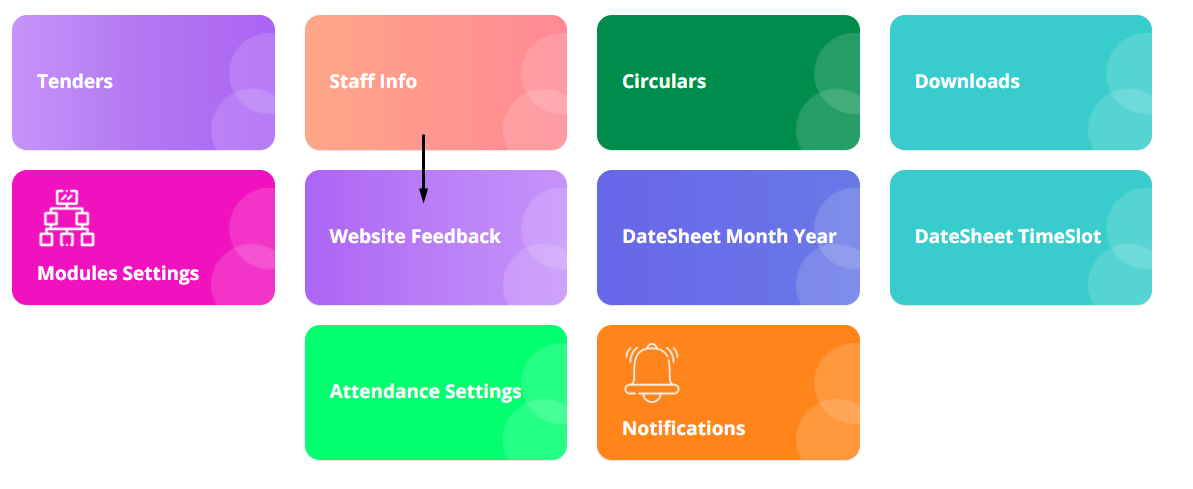 Tenders
Staff Info
Circulars
Downloads
Modules Settings
Website Feedback
DateSheet Month Year
DateSheet TimeSlot
Attendance Settings
Notifications